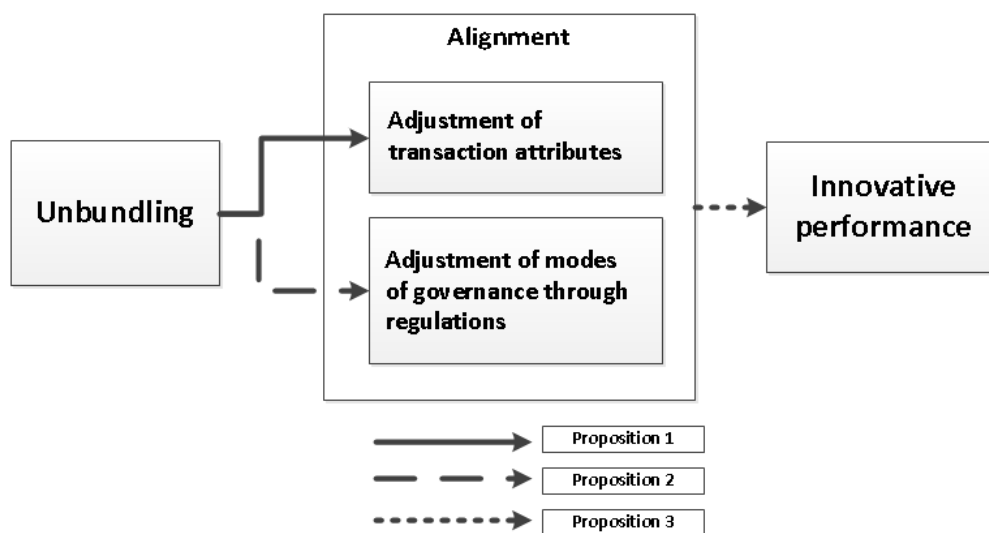 Alignment
Adjustment of
transaction attributes
Unbundling
Innovative
performance
Adjustment of modes
of governance through
regulations
Proposition 1
Proposition 2
Proposition 3